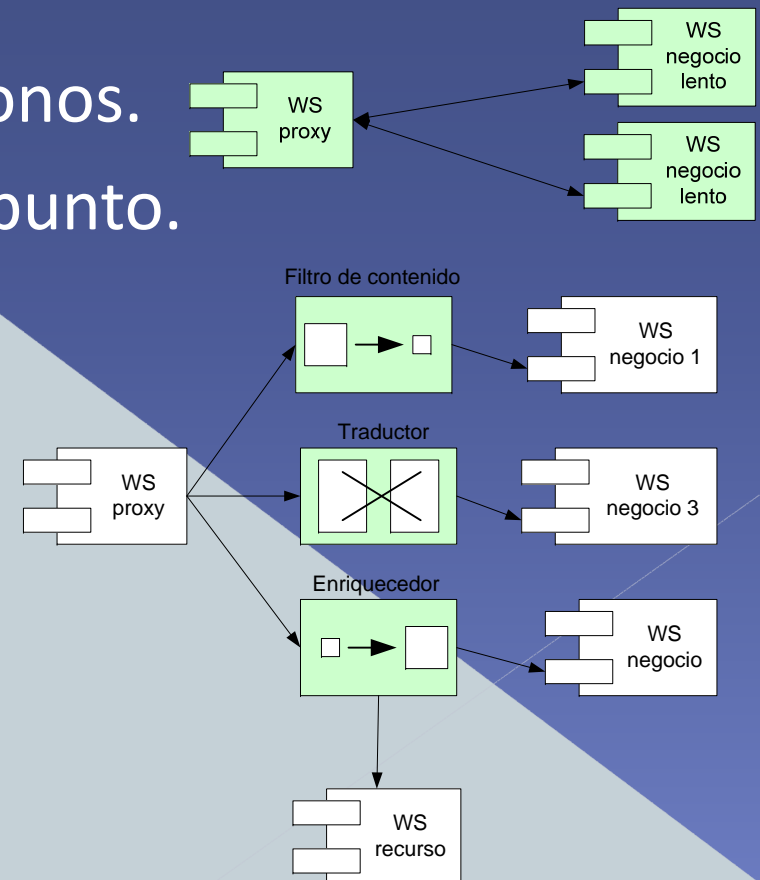 WS
negocio
lento
onos.
WS
proxy
WS
negocio
lento
punto.
Filtro de contenido
WS
negocio 1
Traductor
WS
proxy
WS
negocio 3
Enriquecedor
WS
negocio
WS
recurso